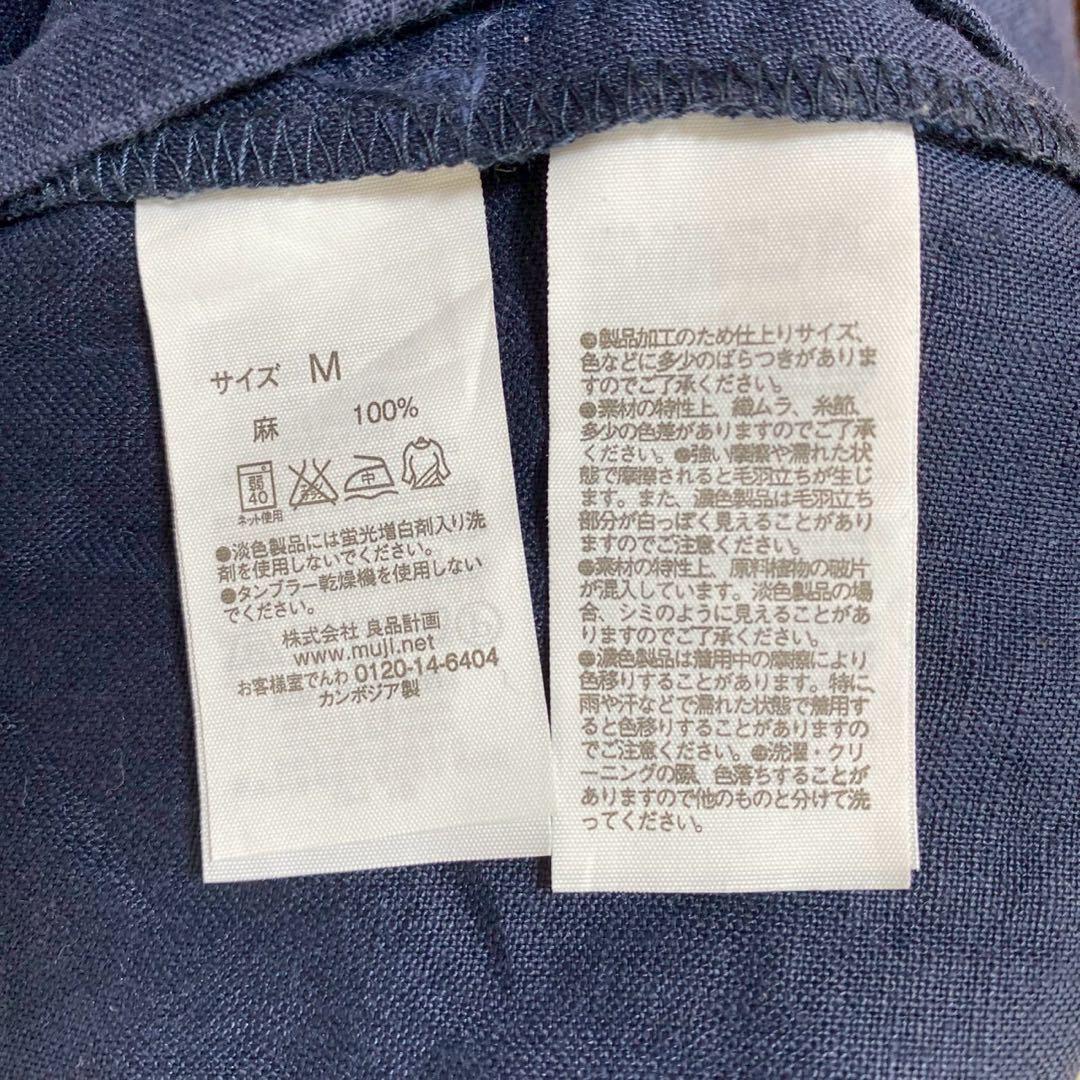 サイズ M
麻 100%
弱
40
中
ネット使用
●淡色製品には蛍光増白剤入り洗
剤を使用しないでください。
●タンブラー乾燥機を使用しない
でください。
株式会社 良品計画
www.muji.net
お客様室でんわ 0120-14-6404
カンボジア製
●製品加工のため仕上りサイズ、
色などに多少のばらつきがありま
すのでご了承ください。
●素材の特性上、織ムラ、糸節、
多少の色差がありますのでご了承
ください。●強い摩擦や濡れた状
態で摩擦されると毛羽立ちが生じ
ます。また、濃色製品は毛羽立ち
部分が白っぽく見えることがあり
ますのでご注意ください。
●素材の特性上、原料植物の破片
が混入しています。淡色製品の場
合、シミのように見えることがあ
りますのでご了承ください。
●濃色製品は着用中の摩擦により
色移りすることがあります。特に、
雨や汗などで濡れた状態で着用す
ると色移りすることがありますの
でご注意ください。●洗濯・クリ
ーニングの際、色落ちすることが
ありますので他のものと分けて洗
ってください。